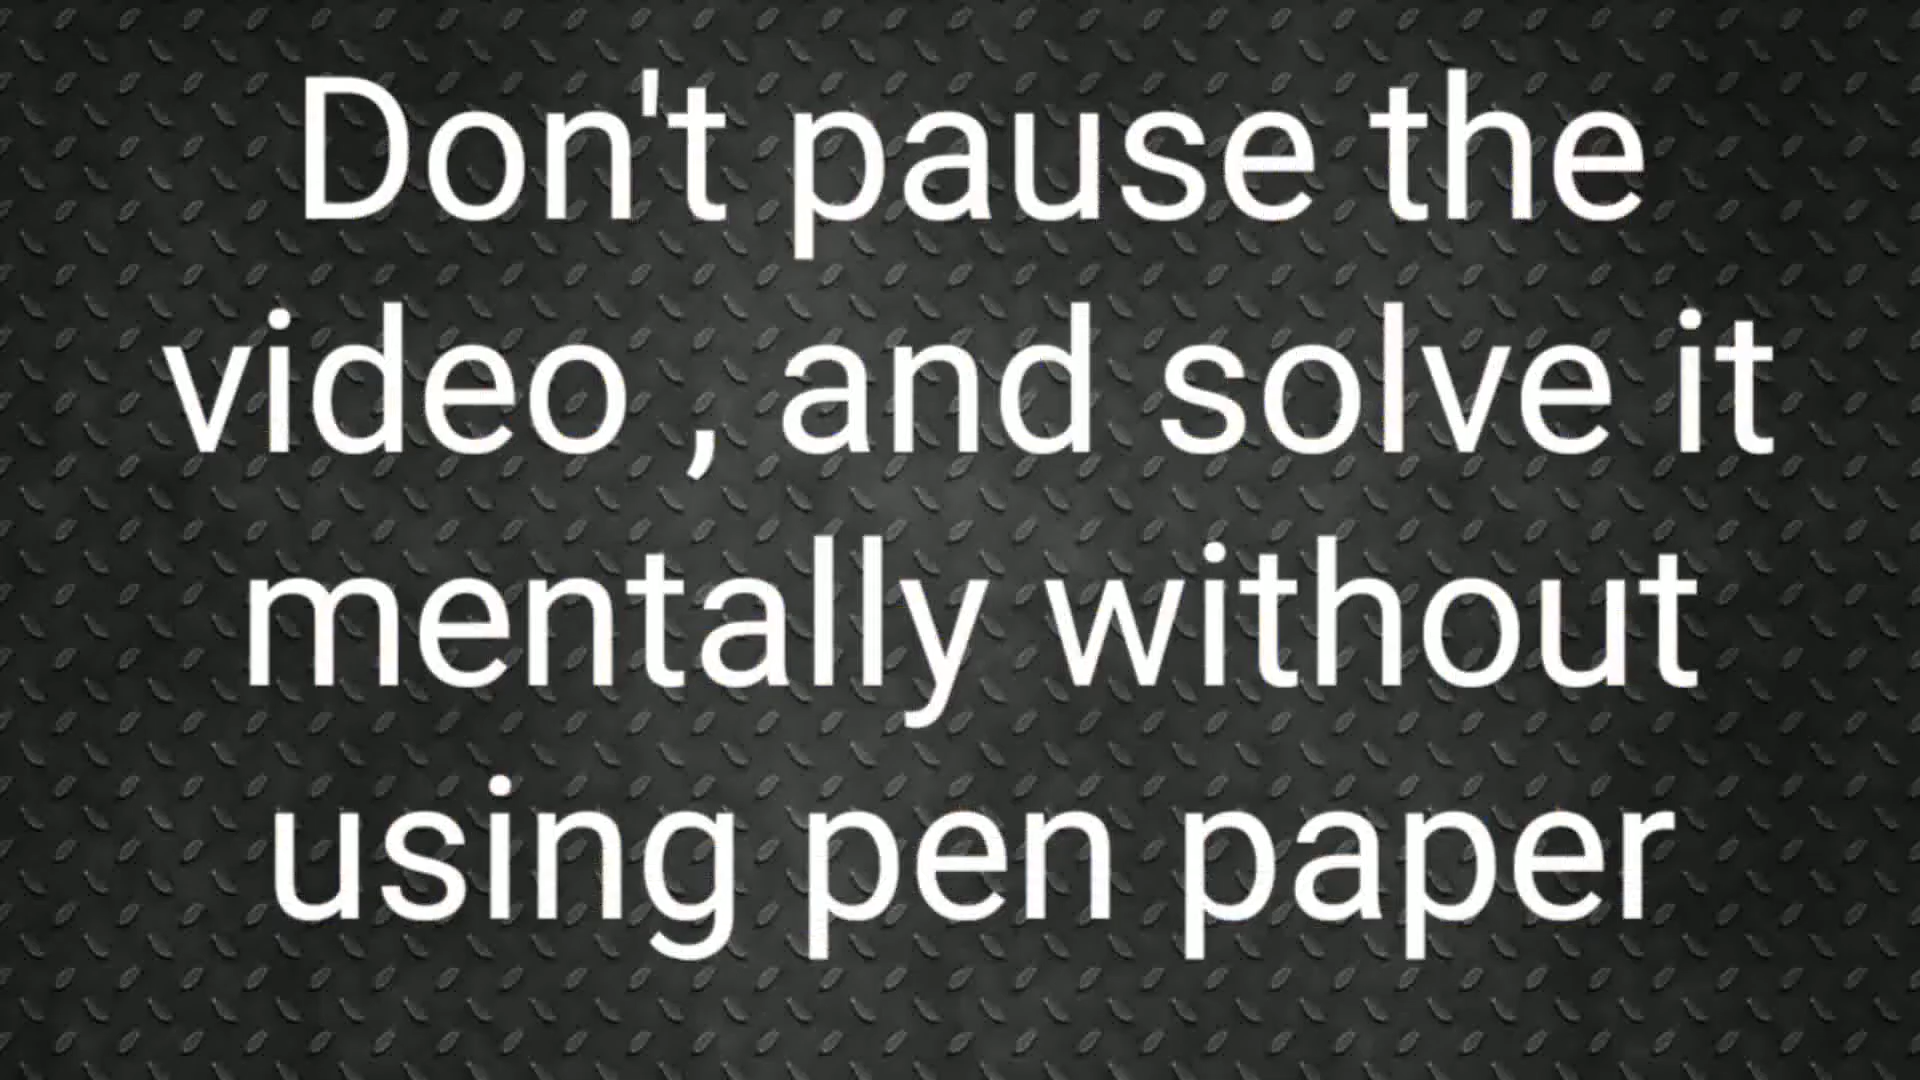 Don't pause the
video , and solve it
mentally without
using pen paper